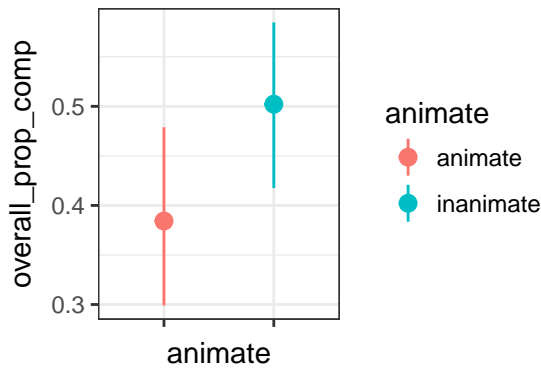 overall_prop_comp
0.5
0.4
0.3
animate
animate
animate
inanimate